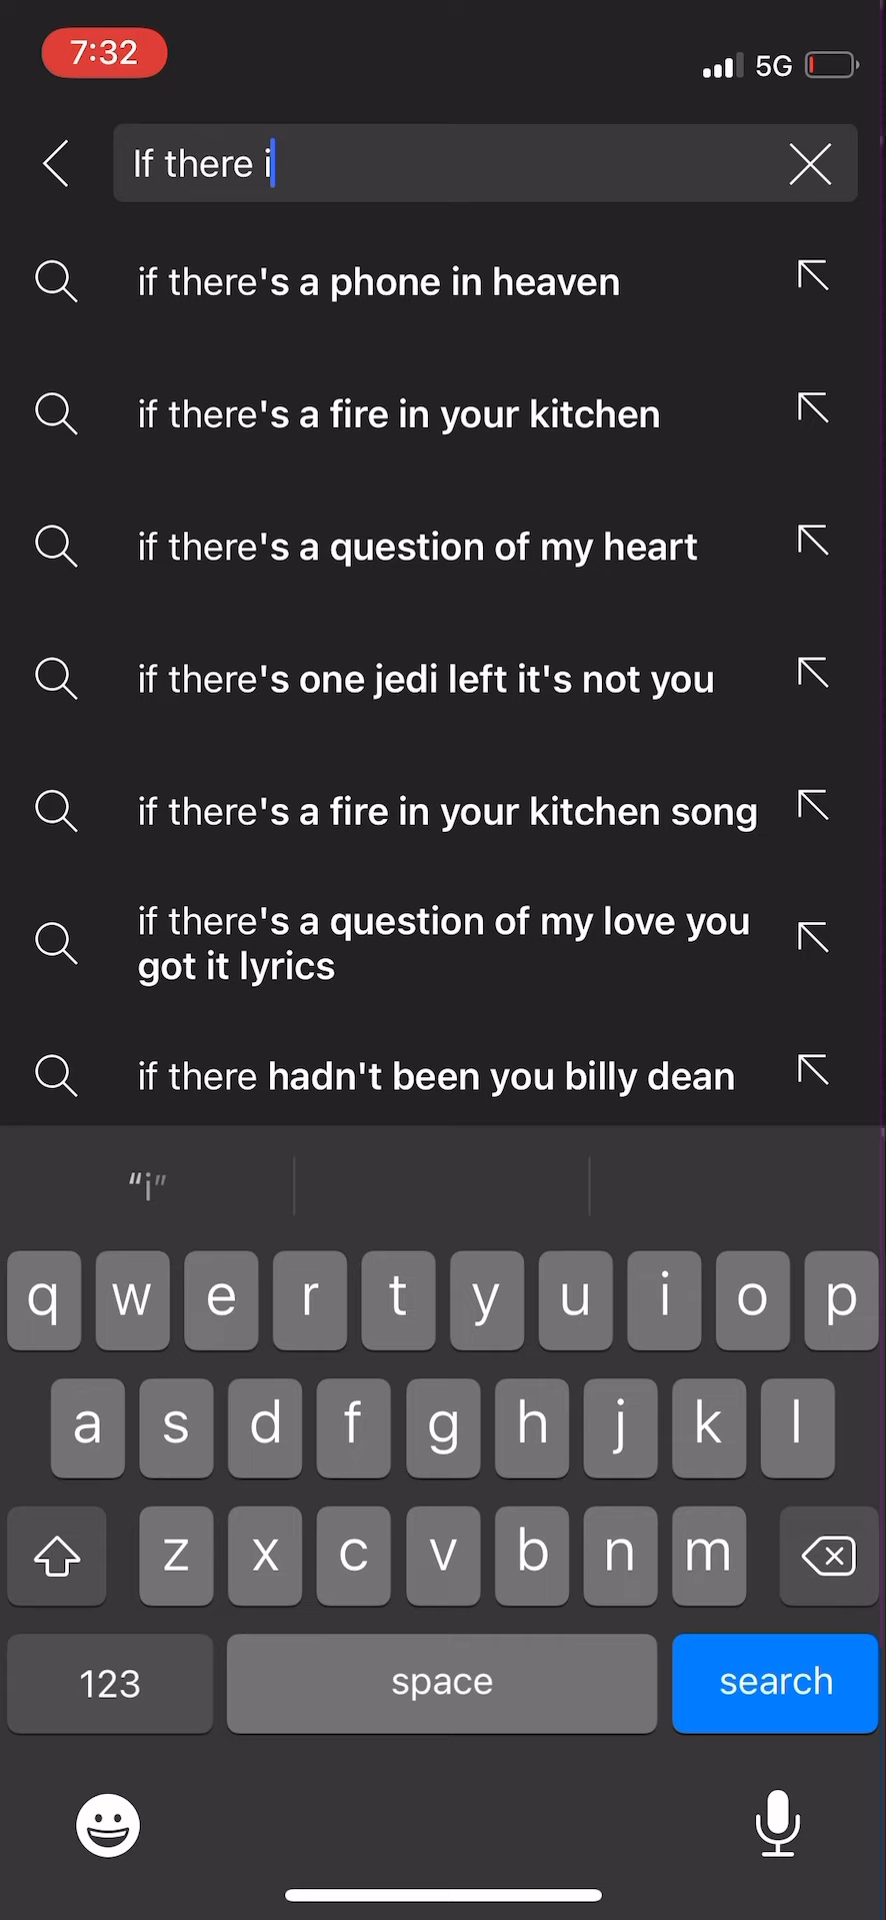 7:32
5G
If there i
if there's a phone in heaven
if there's a fire in your kitchen
if there's a question of my heart
if there's one jedi left it's not you
if there's a fire in your kitchen song
if there's a question of my love you
got it lyrics
if there hadn't been you billy dean
“i”
q w e r t y u i o p
a s d f g h j k l
z x c v b n m
123 space search